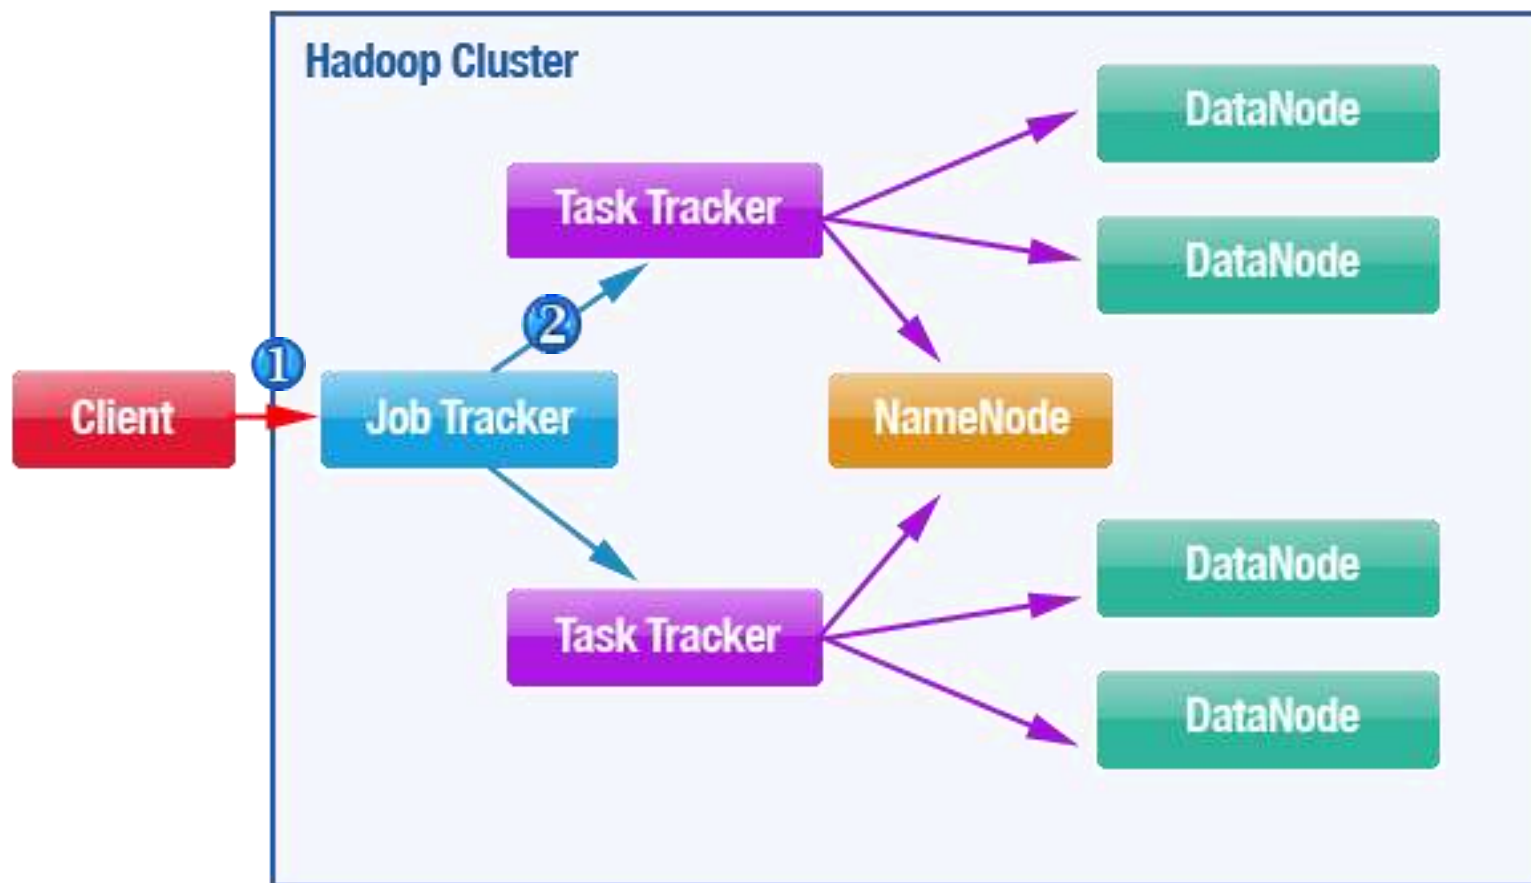 Hadoop Cluster
DataNode
Task Tracker
DataNode
2
1
Client
Job Tracker
NameNode
DataNode
Task Tracker
DataNode